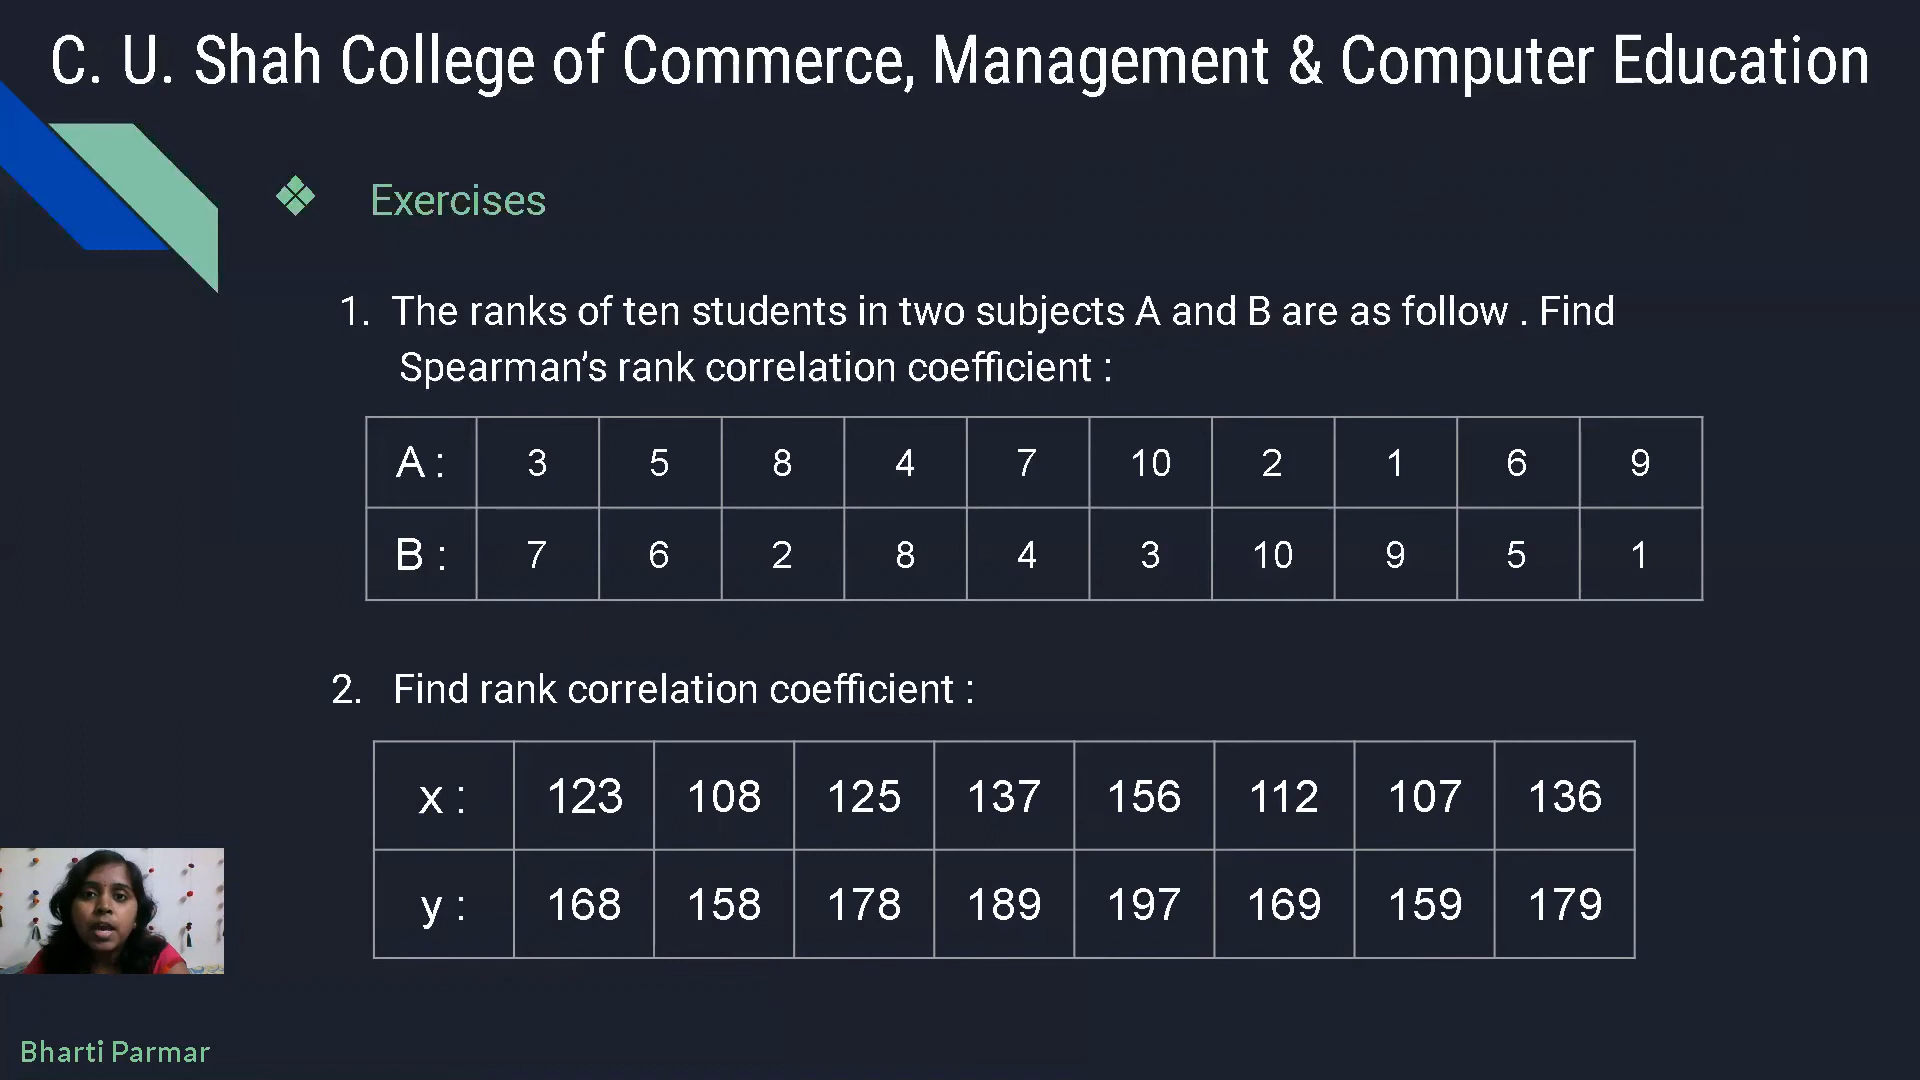 C. U. Shah College of Commerce, Management & Computer Education
❖ Exercises
1. The ranks of ten students in two subjects A and B are as follow . Find
Spearman’s rank correlation coefficient :
A : 3 5 8 4 7 10 2 1 6 9
B : 7 6 2 8 4 3 10 9 5 1
2. Find rank correlation coefficient :
x : 123 108 125 137 156 112 107 136
y : 168 158 178 189 197 169 159 179
Bharti Parmar